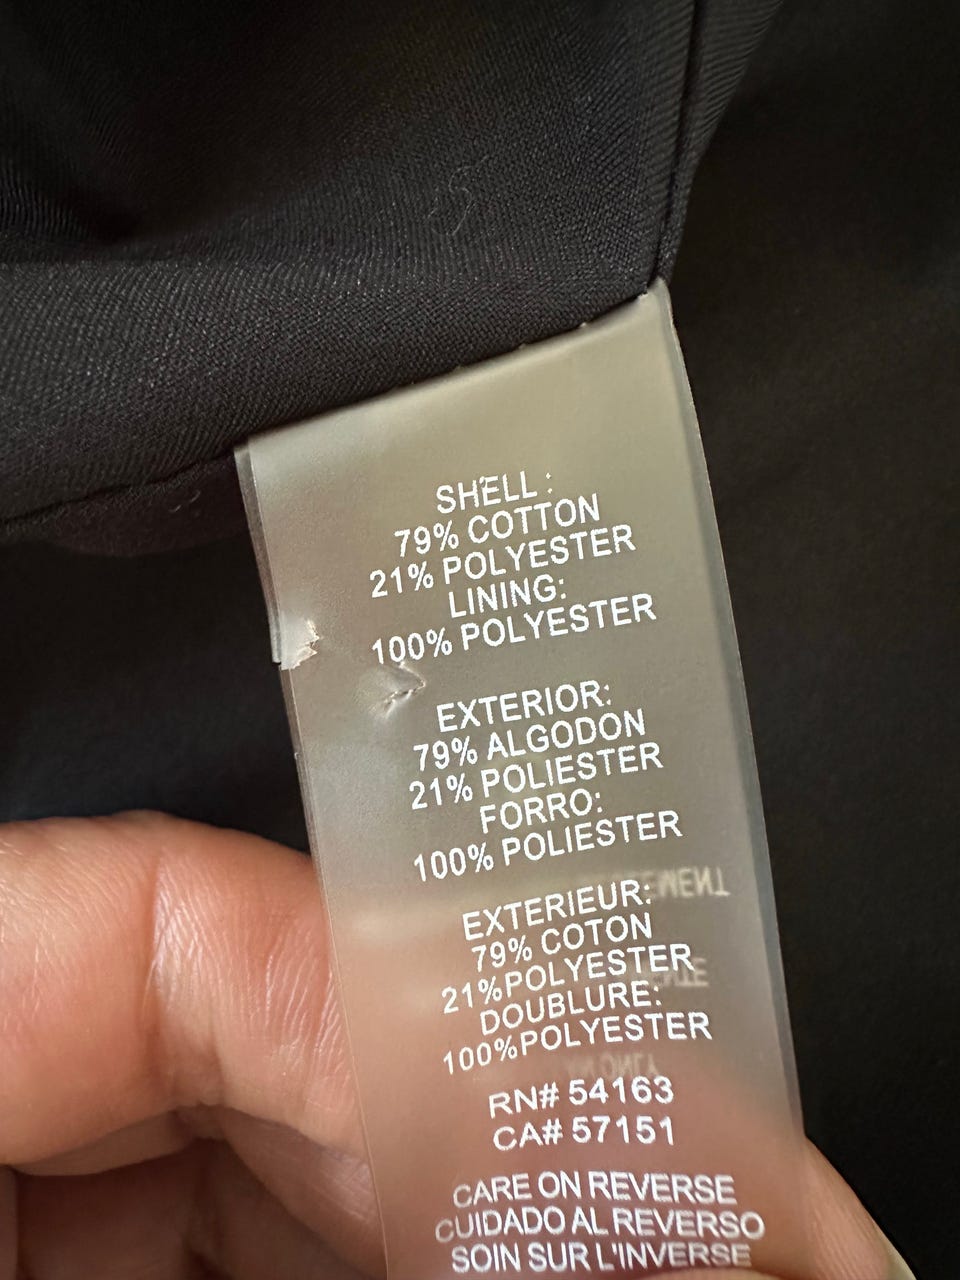 SHELL :
79% COTTON
21% POLYESTER
LINING:
100% POLYESTER
EXTERIOR:
79% ALGODON
21% POLIESTER
FORRO:
100% POLIESTER
EXTERIEUR:
79% COTON
21%POLYESTER
DOUBLURE:
100%POLYESTER
RN# 54163
CA# 57151
CARE ON REVERSE
CUIDADO AL REVERSO
SOIN SUR L'INVERSE